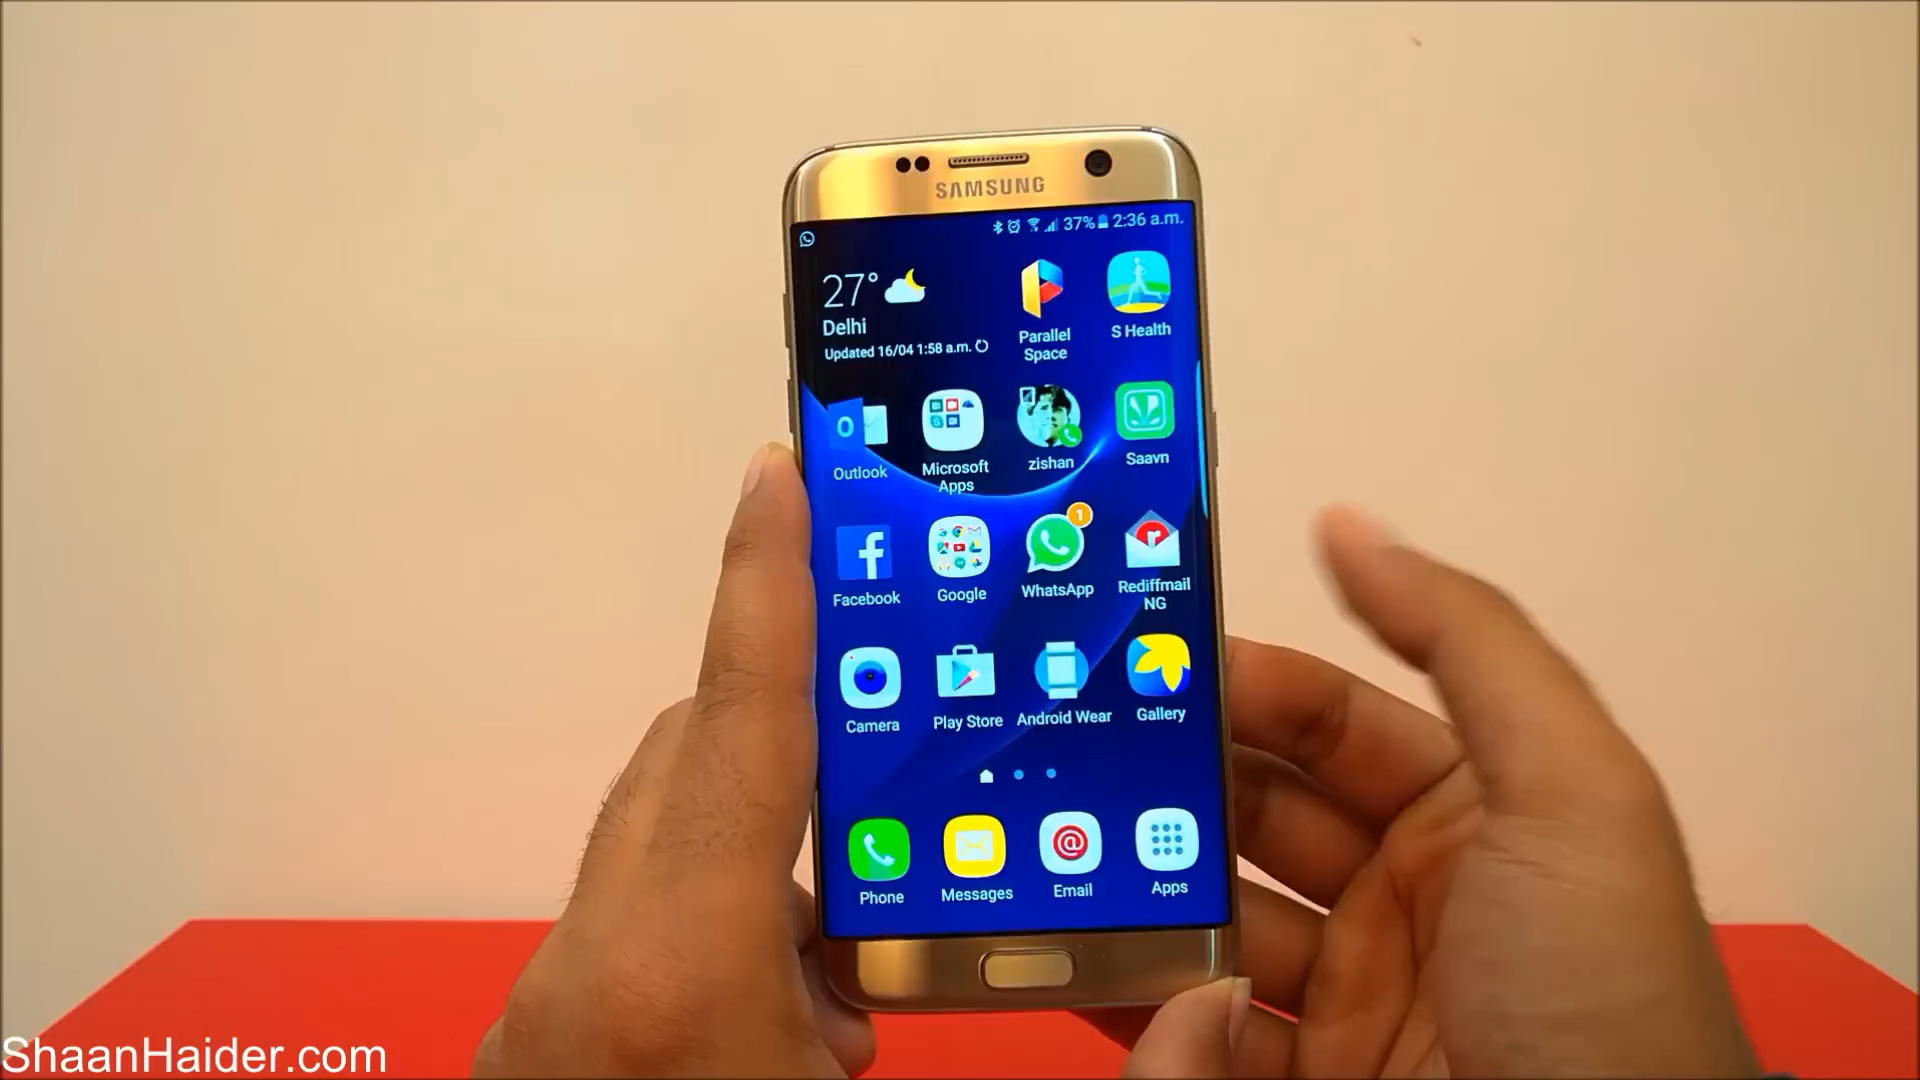 SAMSUNG
37% 2:36 a.m.
27°
Delhi
Updated 16/04 1:58 a.m.
Parallel
Space
S Health
Outlook
Microsoft
Apps
zishan
Saavn
Facebook
Google
1
WhatsApp
Rediffmail
NG
Camera
Play Store
Android Wear
Gallery
Phone
Messages
Email
Apps
ShaanHaider.com